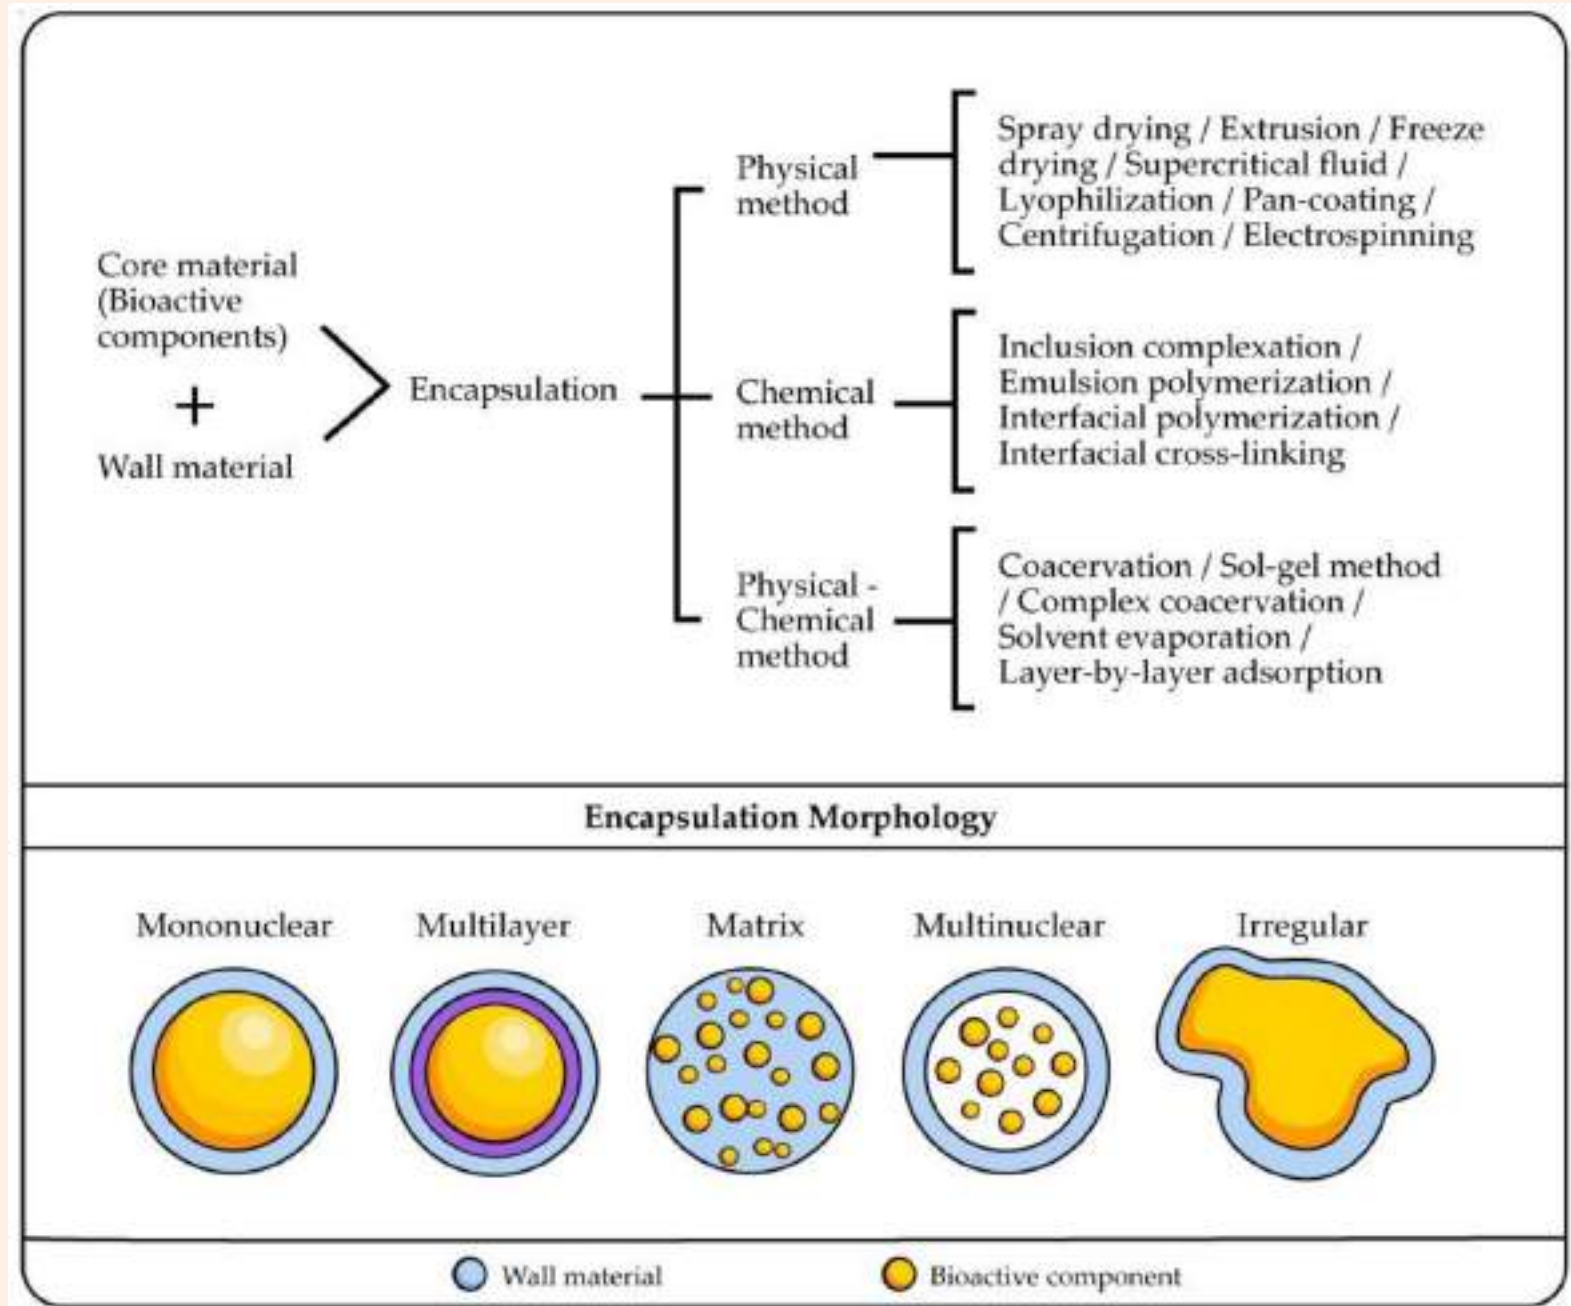 Core material
(Bioactive
components)
+
Wall material
Encapsulation
Physical
method
Spray drying / Extrusion / Freeze
drying / Supercritical fluid /
Lyophilization / Pan-coating /
Centrifugation / Electrospinning
Chemical
method
Inclusion complexation /
Emulsion polymerization /
Interfacial polymerization /
Interfacial cross-linking
Physical -
Chemical
method
Coacervation / Sol-gel method
/ Complex coacervation /
Solvent evaporation /
Layer-by-layer adsorption
Encapsulation Morphology
Mononuclear
Multilayer
Matrix
Multinuclear
Irregular
Wall material
Bioactive component